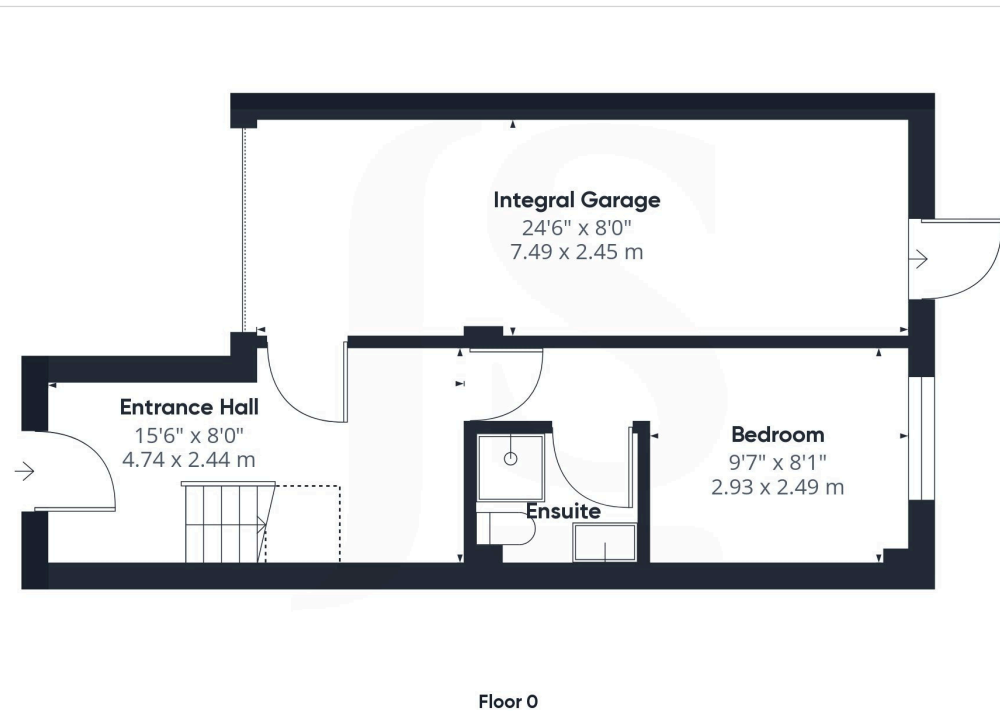 Integral Garage
24'6" x 8'0"
7.49 x 2.45 m
Entrance Hall
15'6" x 8'0"
4.74 x 2.44 m
Bedroom
9'7" x 8'1"
2.93 x 2.49 m
Ensuite
Floor 0